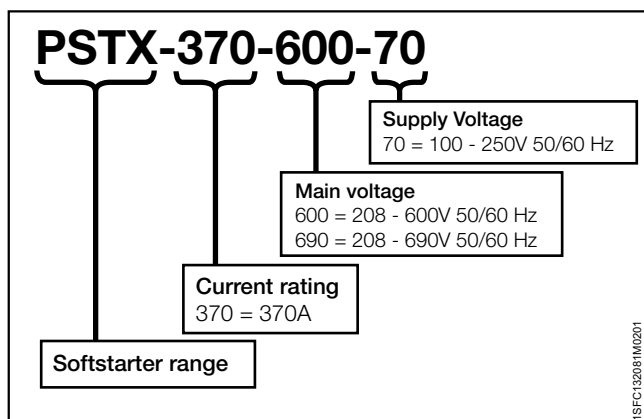 PSTX-370-600-70
Supply Voltage
70 = 100 - 250V 50/60 Hz
Main voltage
600 = 208 - 600V 50/60 Hz
690 = 208 - 690V 50/60 Hz
Current rating
370 = 370A
Softstarter range
1SFC132081M0201